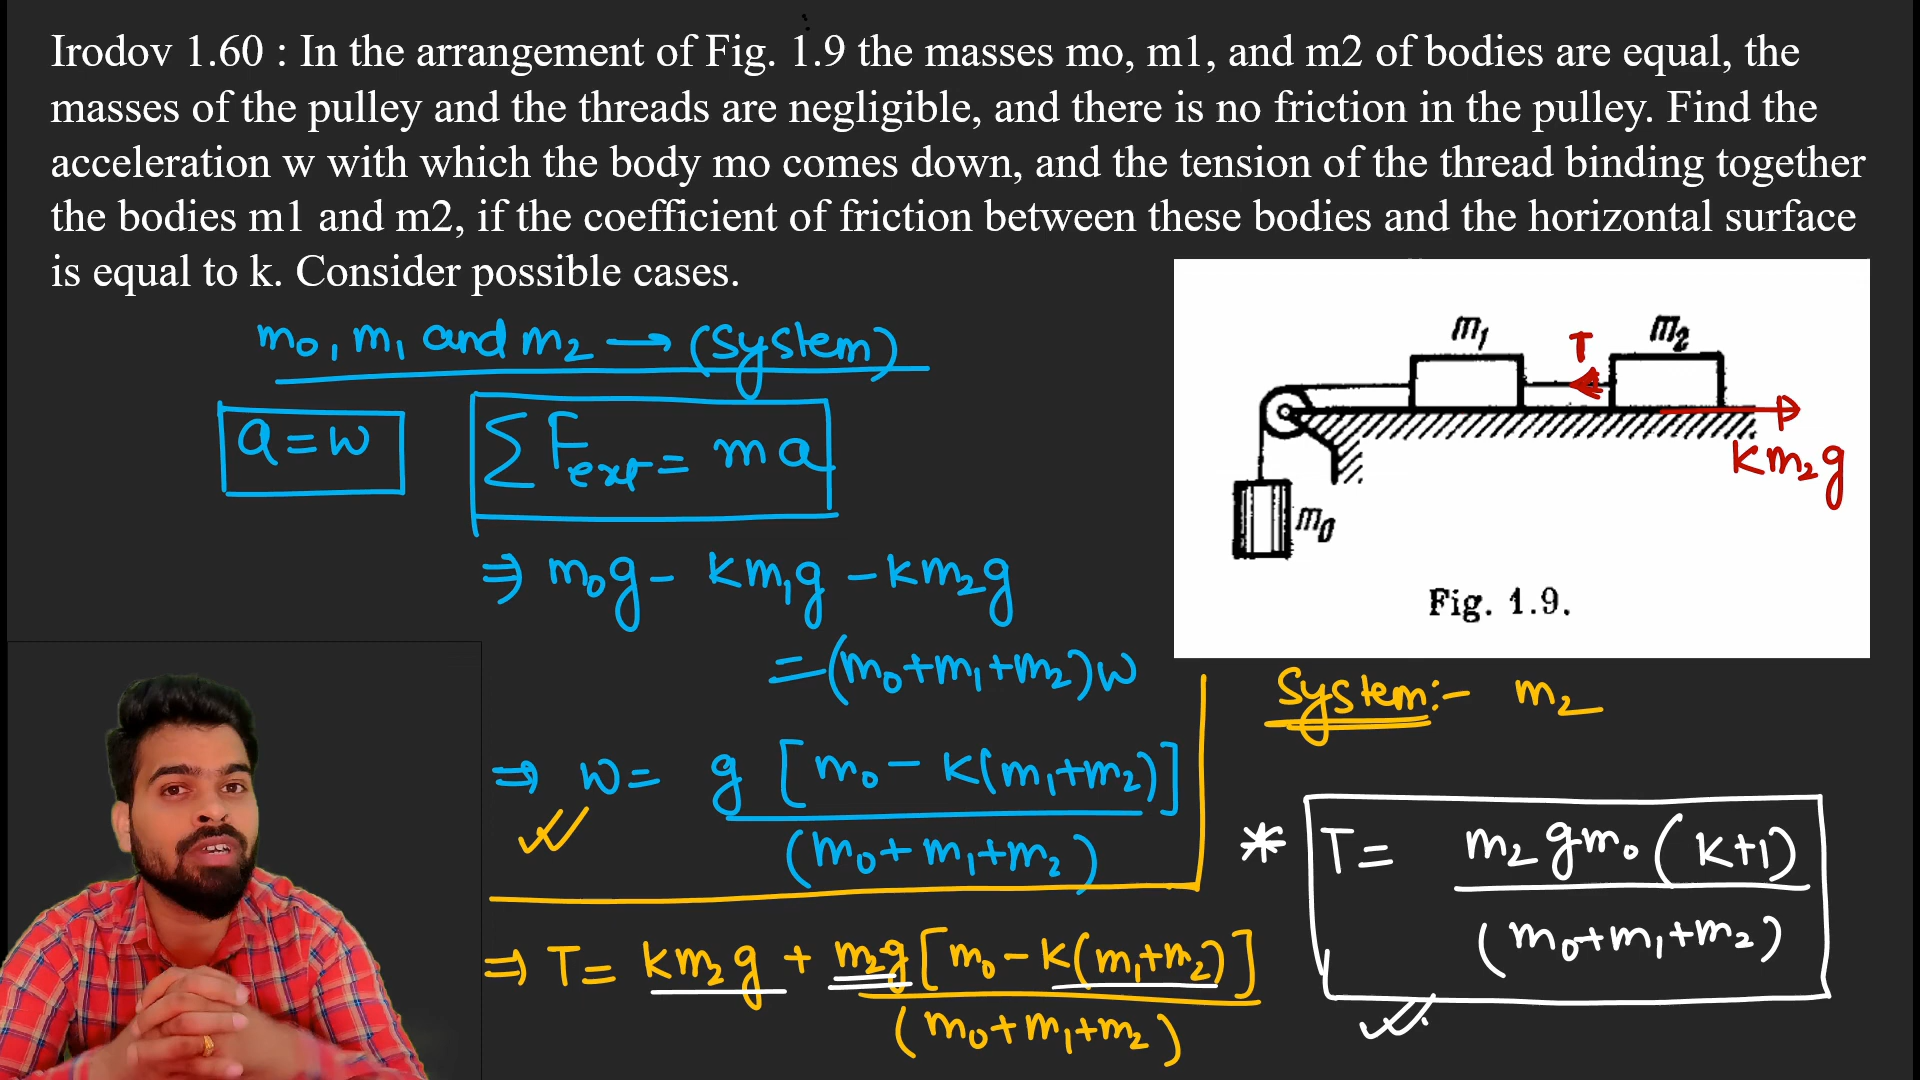 Irodov 1.60 : In the arrangement of Fig. 1.9 the masses mo, m1, and m2 of bodies are equal, the
masses of the pulley and the threads are negligible, and there is no friction in the pulley. Find the
acceleration w with which the body mo comes down, and the tension of the thread binding together
the bodies m1 and m2, if the coefficient of friction between these bodies and the horizontal surface
is equal to k. Consider possible cases.
m₀, m₁ and m₂ → (System)
a = w
∑ F_ext = ma
⇒ m₀g - km₁g - km₂g
= (m₀+m₁+m₂)w
⇒ w = g [m₀ - k(m₁+m₂)] / (m₀+m₁+m₂)
⇒ T = km₂g + m₂g[m₀ - k(m₁+m₂)] / (m₀+m₁+m₂)
m₁
T
m₂
km₂g
m₀
Fig. 1.9.
System:- m₂
* T = m₂gm₀(k+1) / (m₀+m₁+m₂)